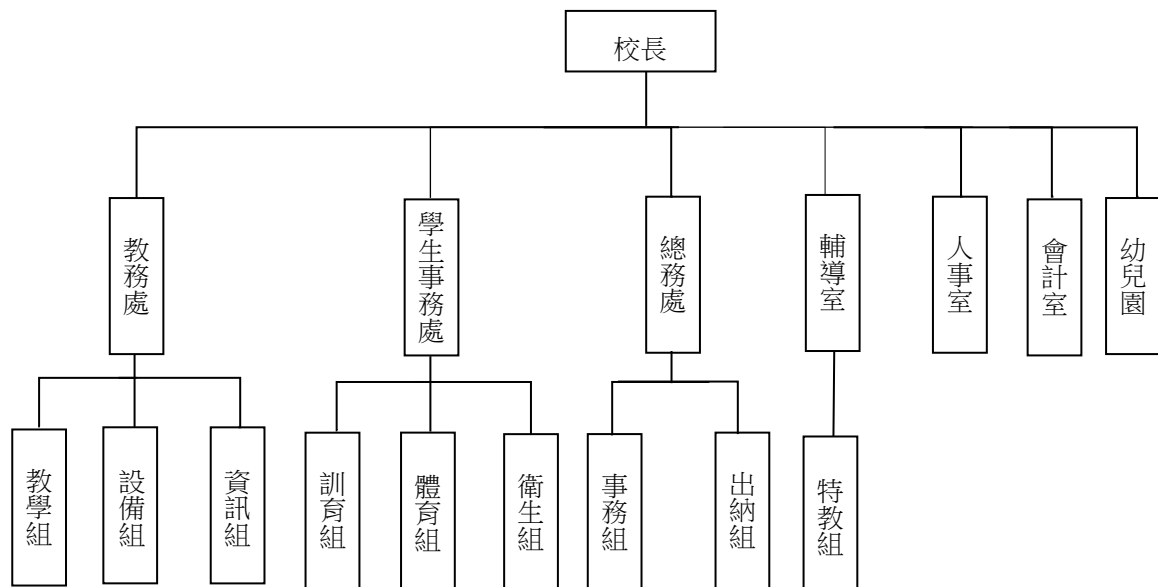 校長
教務處
學生事務處
總務處
輔導室
人事室
會計室
幼兒園
教學組
設備組
資訊組
訓育組
體育組
衛生組
事務組
出納組
特教組